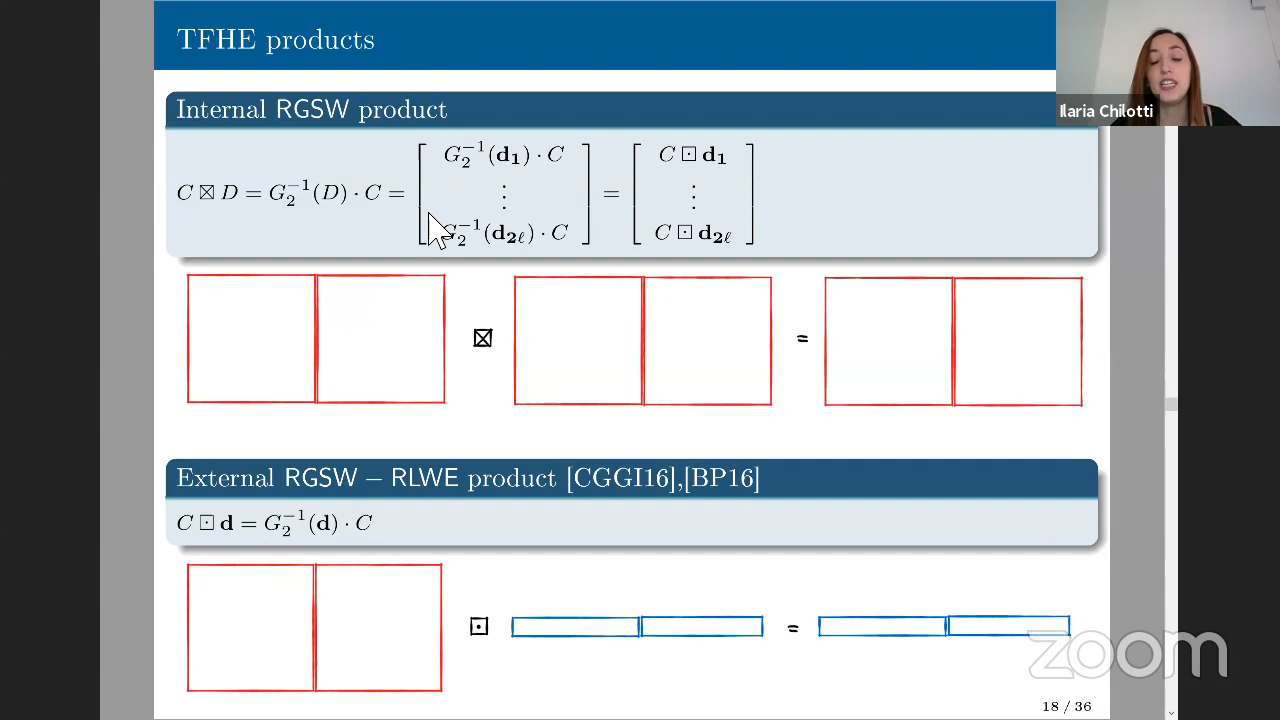 TFHE products
Ilaria Chilotti
Internal RGSW product
C ⊠ D = G₂⁻¹(D) · C = [ G₂⁻¹(d₁) · C ⋮ G₂⁻¹(d₂ℓ) · C ] = [ C ⊡ d₁ ⋮ C ⊡ d₂ℓ ]
⊠ =
External RGSW – RLWE product [CGGI16],[BP16]
C ⊡ d = G₂⁻¹(d) · C
⊡ =
zoom
18 / 36